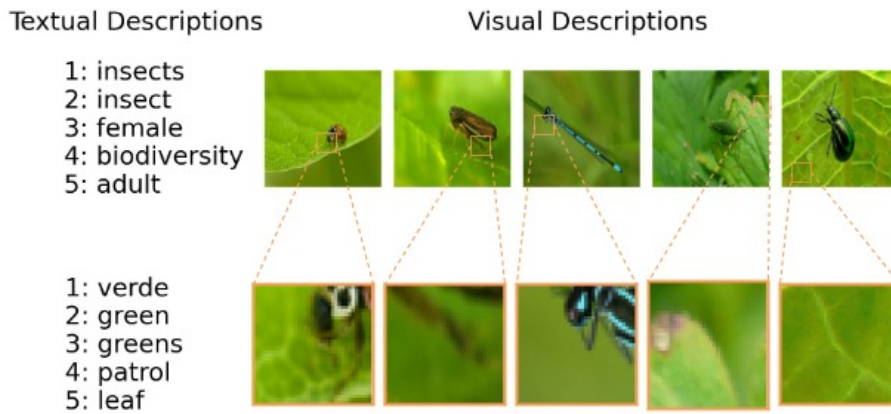 Textual Descriptions
Visual Descriptions
1: insects
2: insect
3: female
4: biodiversity
5: adult
1: verde
2: green
3: greens
4: patrol
5: leaf